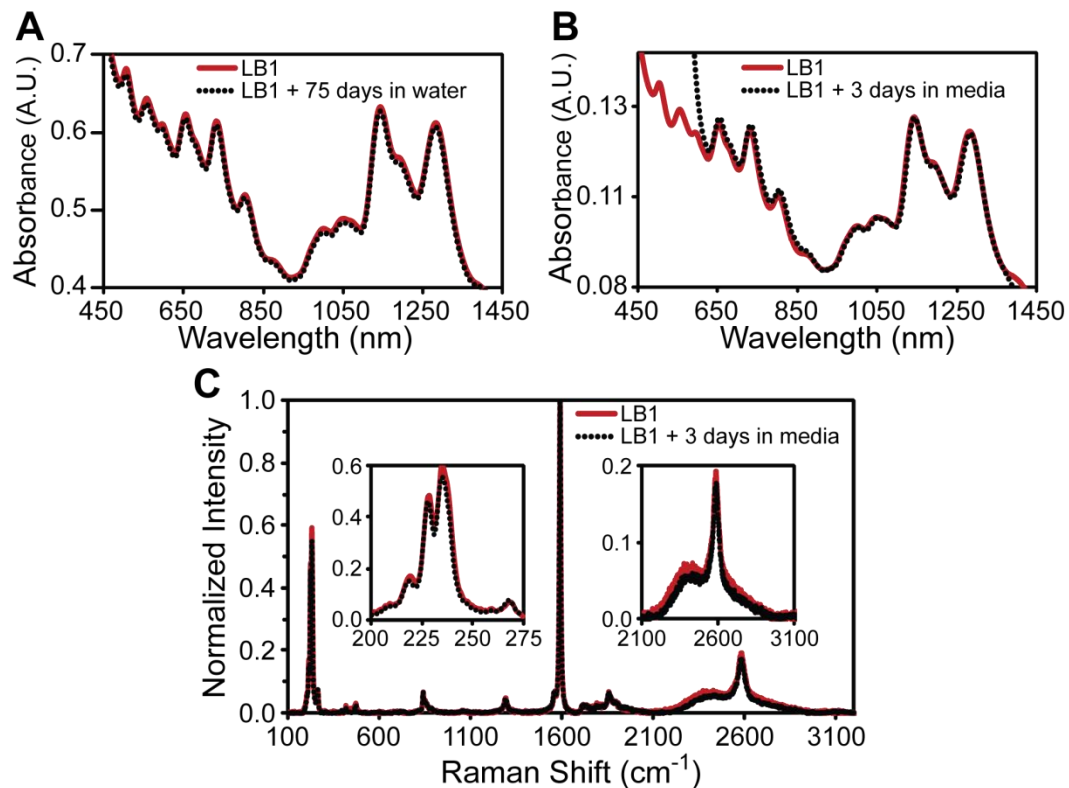 A
Absorbance (A.U.)
0.7
0.6
0.5
0.4
LB1
LB1 + 75 days in water
450 650 850 1050 1250 1450
Wavelength (nm)
B
Absorbance (A.U.)
0.13
0.11
0.08
LB1
LB1 + 3 days in media
450 650 850 1050 1250 1450
Wavelength (nm)
C
Normalized Intensity
1.0
0.8
0.6
0.4
0.2
0.0
LB1
LB1 + 3 days in media
0.6
0.4
0.2
0.0
200 225 250 275
0.2
0.1
0.0
2100 2600 3100
100 600 1100 1600 2100 2600 3100
Raman Shift (cm⁻¹)